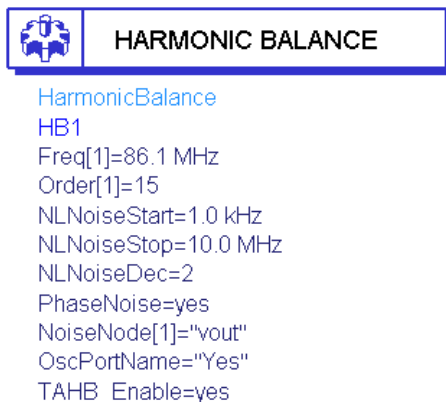 HARMONIC BALANCE
HarmonicBalance
HB1
Freq[1]=86.1 MHz
Order[1]=15
NLNoiseStart=1.0 kHz
NLNoiseStop=10.0 MHz
NLNoiseDec=2
PhaseNoise=yes
NoiseNode[1]="vout"
OscPortName="Yes"
TAHB_Enable=yes